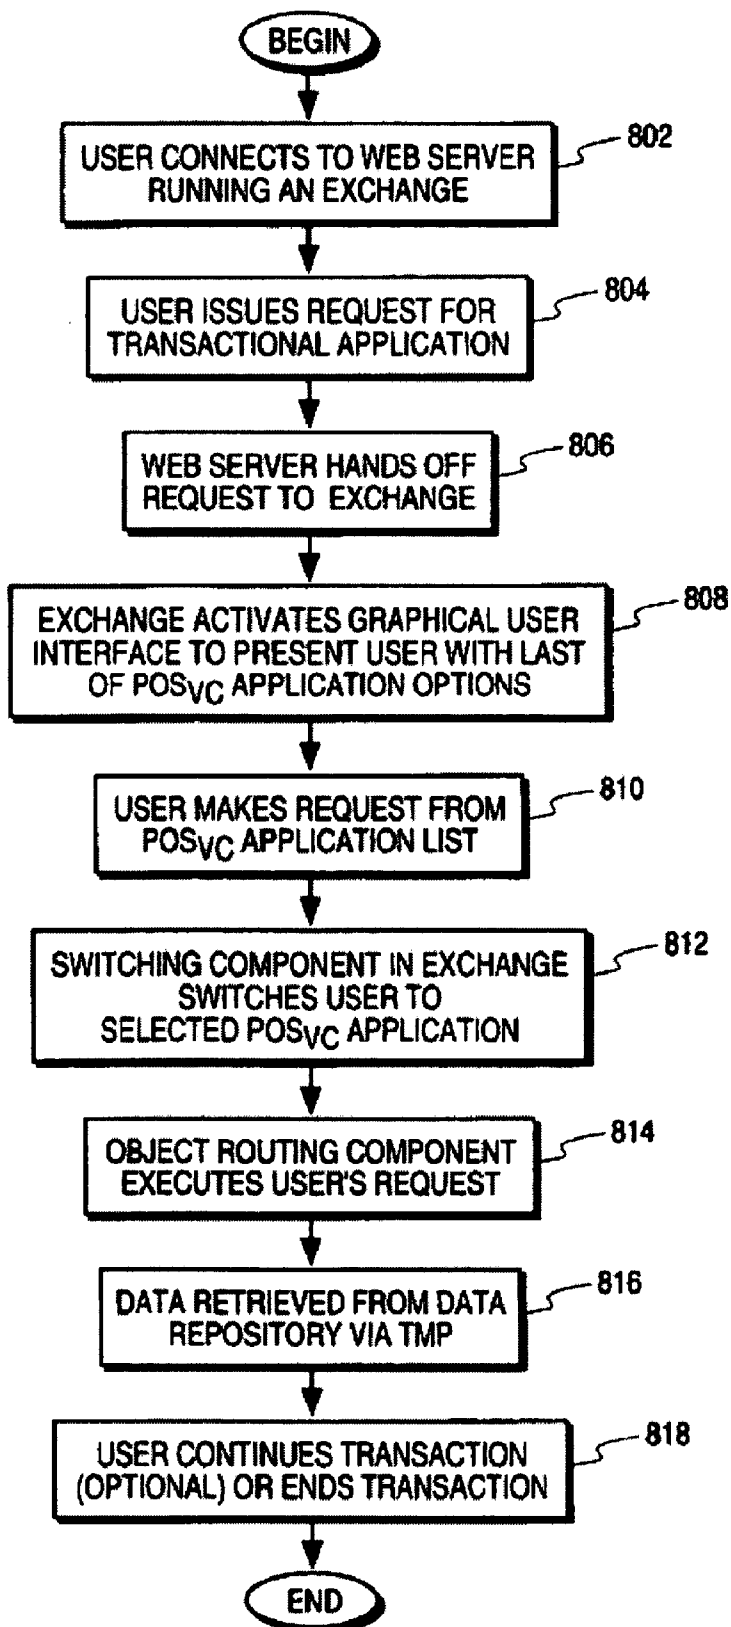 BEGIN
USER CONNECTS TO WEB SERVER
RUNNING AN EXCHANGE
802
USER ISSUES REQUEST FOR
TRANSACTIONAL APPLICATION
804
WEB SERVER HANDS OFF
REQUEST TO EXCHANGE
806
EXCHANGE ACTIVATES GRAPHICAL USER
INTERFACE TO PRESENT USER WITH LAST
OF POSVC APPLICATION OPTIONS
808
USER MAKES REQUEST FROM
POSVC APPLICATION LIST
810
SWITCHING COMPONENT IN EXCHANGE
SWITCHES USER TO
SELECTED POSVC APPLICATION
812
OBJECT ROUTING COMPONENT
EXECUTES USER'S REQUEST
814
DATA RETRIEVED FROM DATA
REPOSITORY VIA TMP
816
USER CONTINUES TRANSACTION
(OPTIONAL) OR ENDS TRANSACTION
818
END